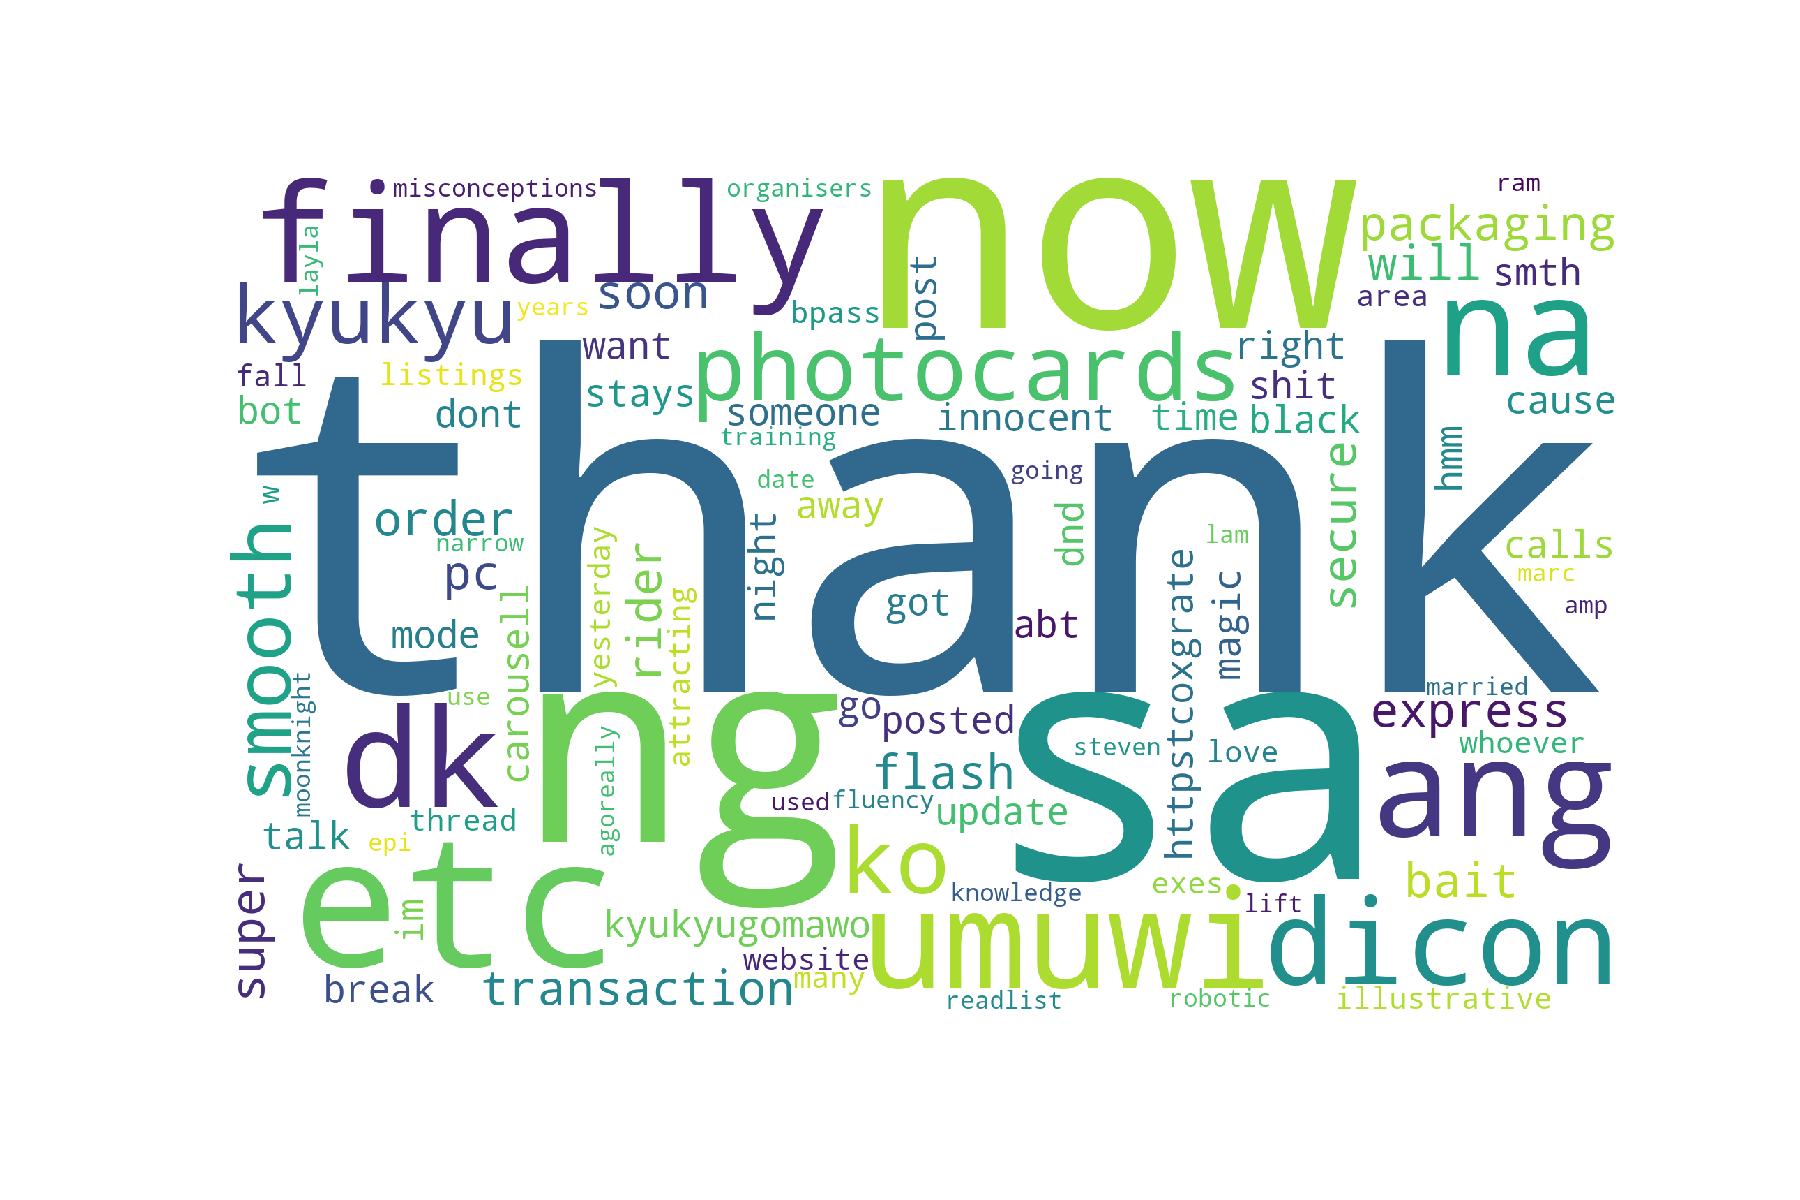 misconceptions
organisers
ram
finally
now
packaging
layla
will
smth
kyukyu
years
soon
bpass
post
area
na
want
photocards
right
fall
listings
stays
shit
bot
dont
someone
innocent
time
black
cause
thank
training
going
hmm
secure
w
date
order
away
dnd
smooth
narrow
yesterday
rider
night
lam
calls
pc
magic
marc
carousell
attracting
got
abt
httpstcoxgrate
amp
mode
moonknight
use
ng
go
posted
sa
married
express
dk
agoreally
steven
love
whoever
flash
ang
talk
thread
used
fluency
update
epi
etc
ko
super
im
knowledge
exes
bait
lift
kyukyugomawo
umuwi
dicon
website
break
transaction
many
readlist
robotic
illustrative